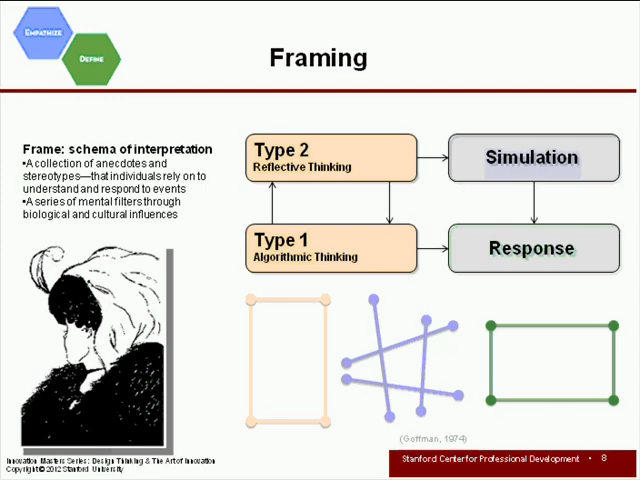 EMPATHIZE
DEFINE
Framing
Frame: schema of interpretation
•A collection of anecdotes and
stereotypes—that individuals rely on to
understand and respond to events
•A series of mental filters through
biological and cultural influences
Type 2
Reflective Thinking
Simulation
Type 1
Algorithmic Thinking
Response
(Goffman, 1974)
Innovation Masters Series: Design Thinking & The Art of Innovation
Copyright © 2012 Stanford University
Stanford Center for Professional Development • 8